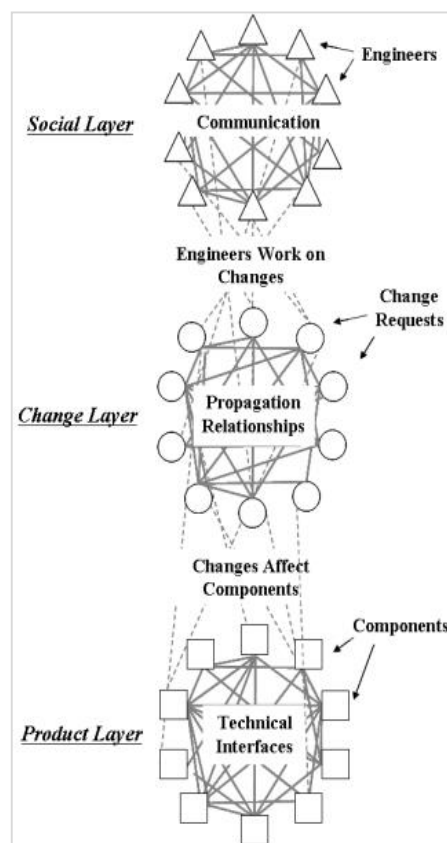 Engineers
Social Layer
Communication
Engineers Work on
Changes
Change
Requests
Change Layer
Propagation
Relationships
Changes Affect
Components
Components
Product Layer
Technical
Interfaces